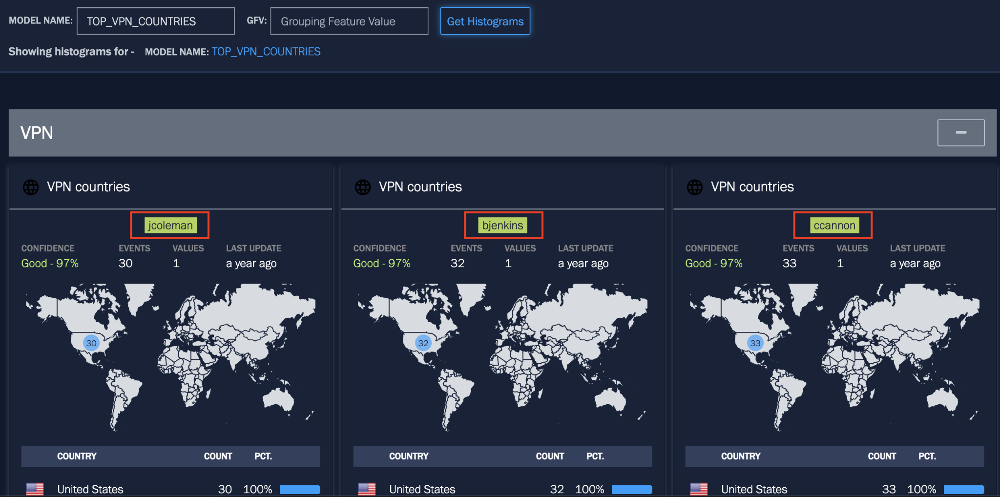 MODEL NAME: TOP_VPN_COUNTRIES GFV: Grouping Feature Value Get Histograms
Showing histograms for - MODEL NAME: TOP_VPN_COUNTRIES
VPN
VPN countries
jcoleman
CONFIDENCE EVENTS VALUES LAST UPDATE
Good - 97% 30 1 a year ago
30
COUNTRY COUNT PCT.
United States 30 100%
VPN countries
bjenkins
CONFIDENCE EVENTS VALUES LAST UPDATE
Good - 97% 32 1 a year ago
32
COUNTRY COUNT PCT.
United States 32 100%
VPN countries
ccannon
CONFIDENCE EVENTS VALUES LAST UPDATE
Good - 97% 33 1 a year ago
33
COUNTRY COUNT PCT.
United States 33 100%